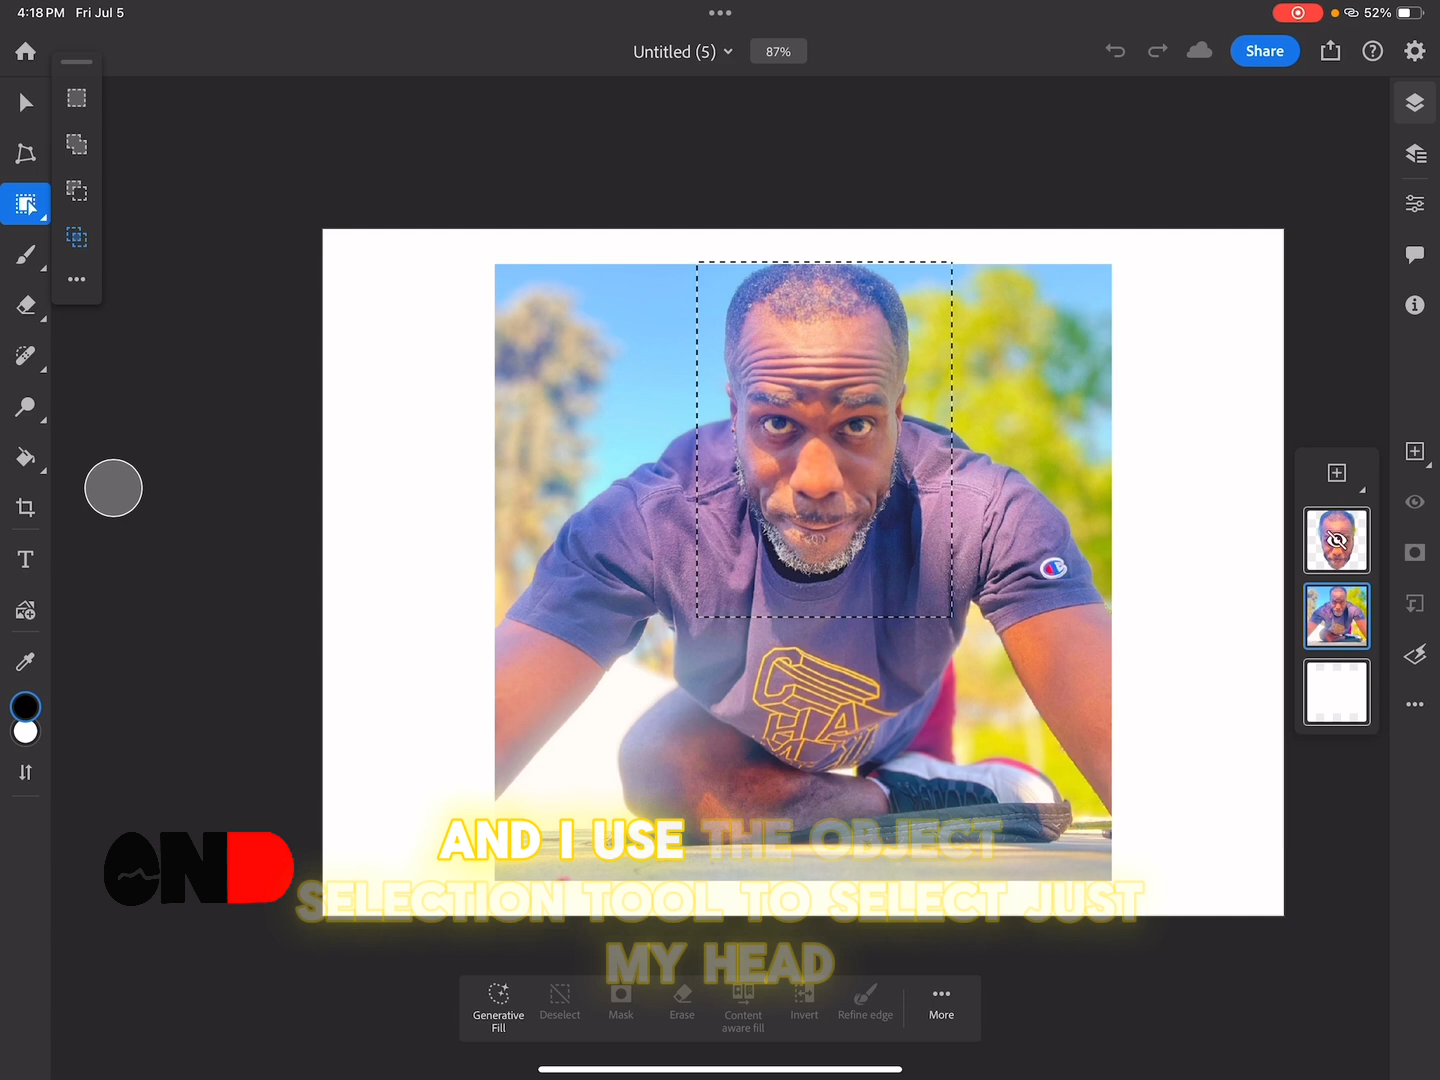 4:18 PM Fri Jul 5
52%
Untitled (5)
87%
Share
T
AND I USE THE OBJECT
SELECTION TOOL TO SELECT JUST
MY HEAD
OND
Generative Fill
Deselect
Mask
Erase
Content aware fill
Invert
Refine edge
More